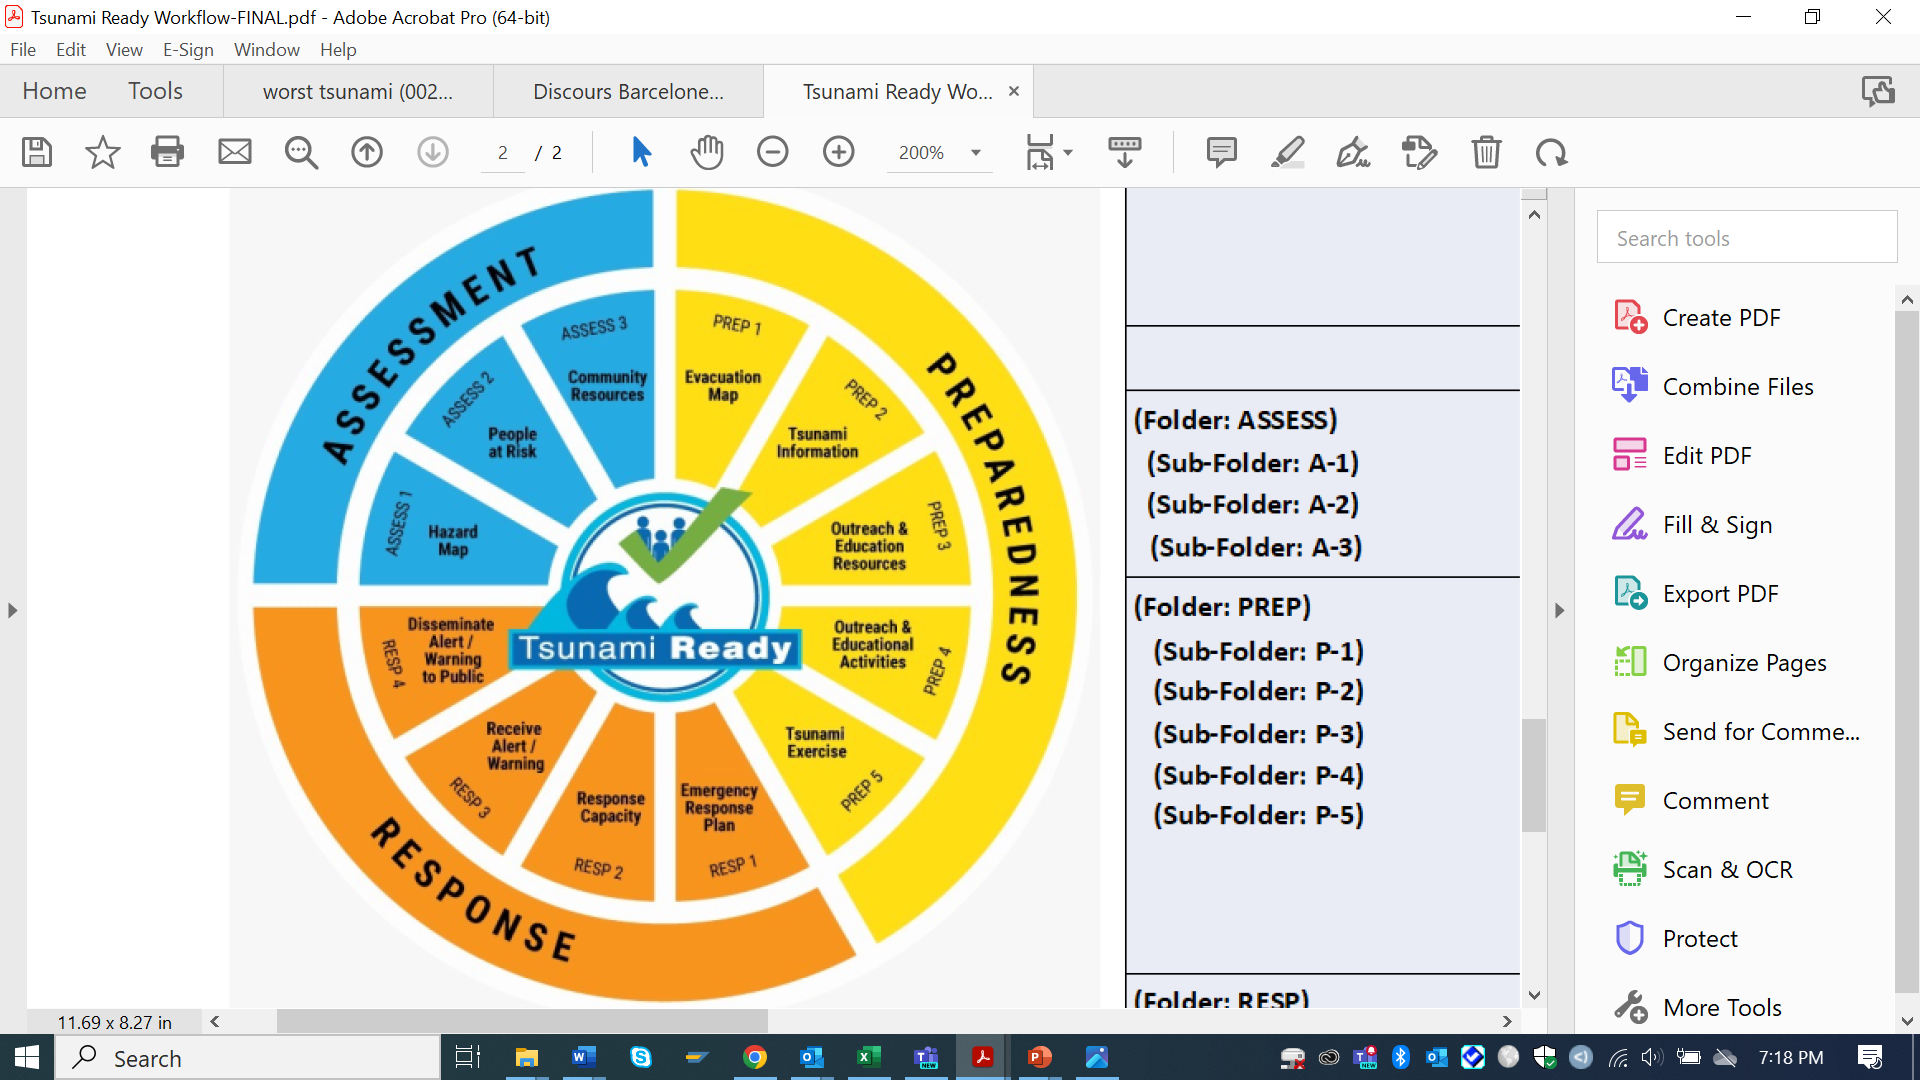 Tsunami Ready Workflow-FINAL.pdf - Adobe Acrobat Pro (64-bit)
File Edit View E-Sign Window Help
Home Tools worst tsunami (002... Discours Barcelone... Tsunami Ready Wo... ×
2 / 2 200%
ASSESSMENT
PREPAREDNESS
RESPONSE
ASSESS 1
Hazard
Map
ASSESS 2
People
at Risk
ASSESS 3
Community
Resources
PREP 1
Evacuation
Map
PREP 2
Tsunami
Information
PREP 3
Outreach &
Education
Resources
Outreach &
Educational
Activities
PREP 4
Tsunami
Exercise
PREP 5
Emergency
Response
Plan
RESP 1
Response
Capacity
RESP 2
Receive
Alert /
Warning
RESP 3
Disseminate
Alert /
Warning
to Public
RESP 4
Tsunami Ready
(Folder: ASSESS)
(Sub-Folder: A-1)
(Sub-Folder: A-2)
(Sub-Folder: A-3)
(Folder: PREP)
(Sub-Folder: P-1)
(Sub-Folder: P-2)
(Sub-Folder: P-3)
(Sub-Folder: P-4)
(Sub-Folder: P-5)
(Folder: RESP)
Search tools
Create PDF
Combine Files
Edit PDF
Fill & Sign
Export PDF
Organize Pages
Send for Comme...
Comment
Scan & OCR
Protect
More Tools
11.69 x 8.27 in
Search
7:18 PM